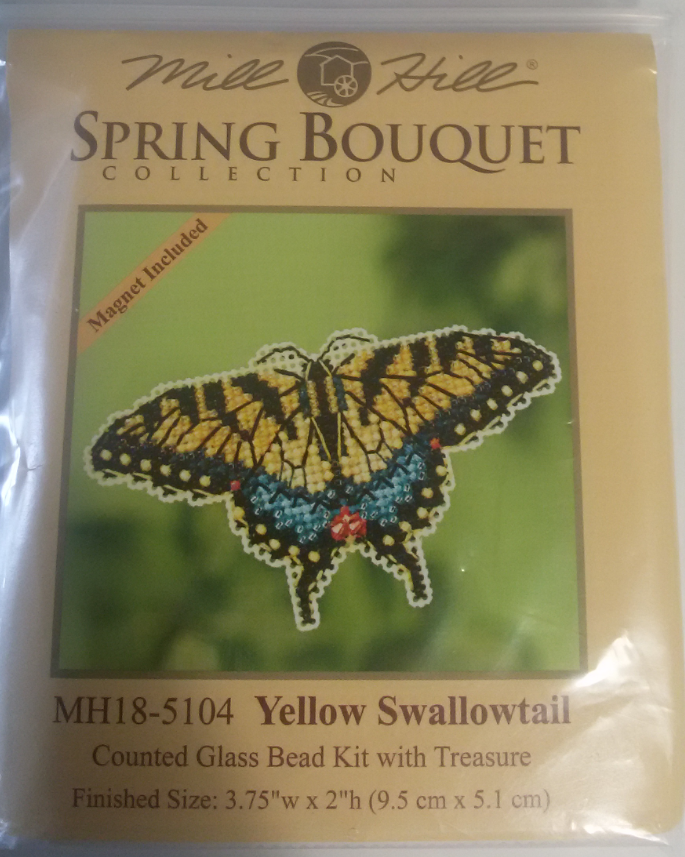 Mill Hill®
SPRING BOUQUET
COLLECTION
Magnet Included
MH18-5104 Yellow Swallowtail
Counted Glass Bead Kit with Treasure
Finished Size: 3.75"w x 2"h (9.5 cm x 5.1 cm)